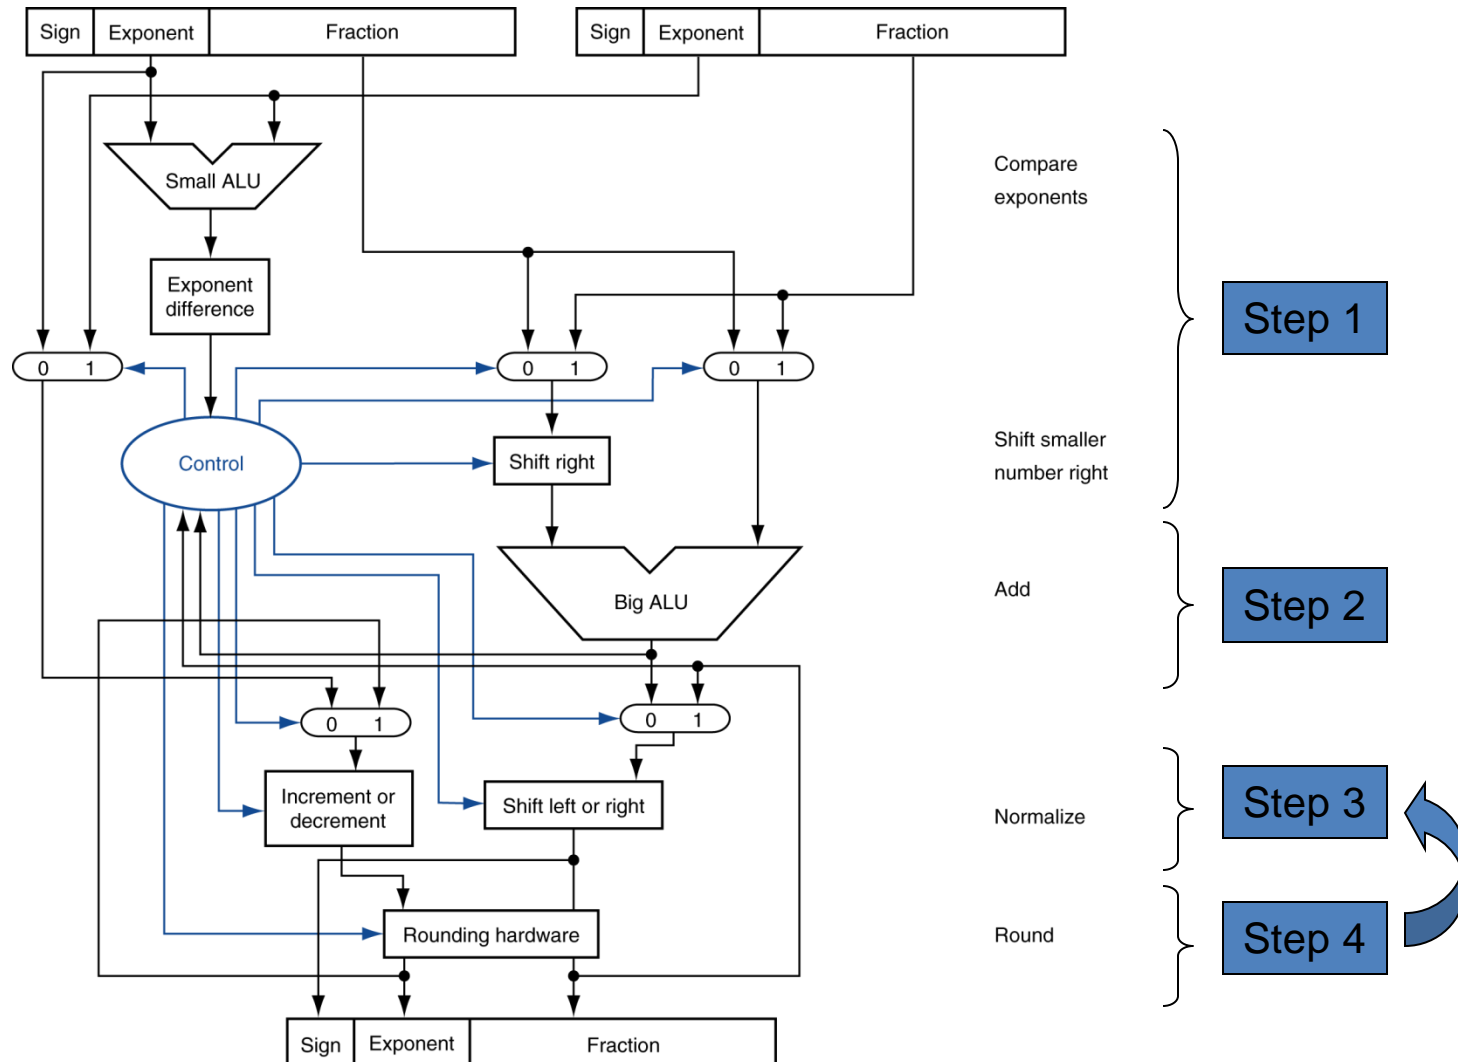 Sign Exponent Fraction
Sign Exponent Fraction
Small ALU
Compare
exponents
Exponent
difference
Step 1
0 1
0 1
0 1
Control
Shift right
Shift smaller
number right
Big ALU
Add
Step 2
0 1
0 1
Increment or
decrement
Shift left or right
Normalize
Step 3
Rounding hardware
Round
Step 4
Sign Exponent Fraction